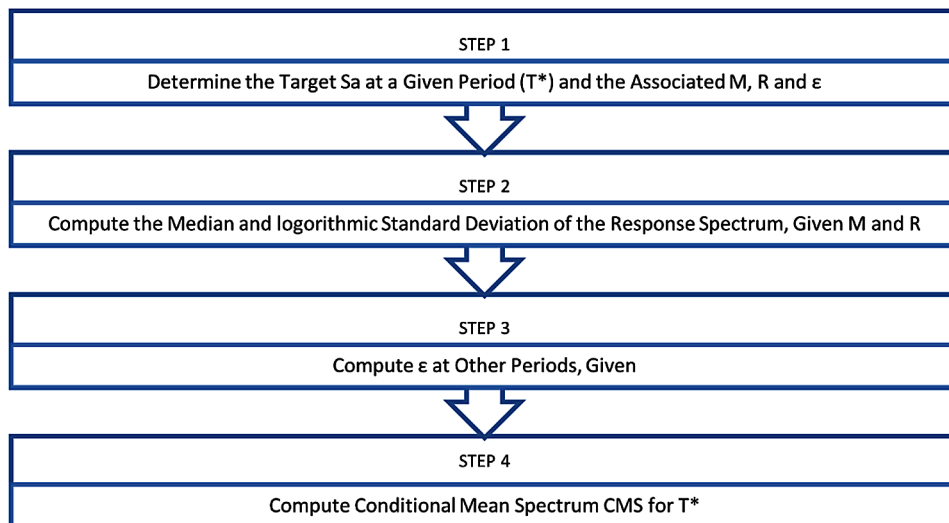 STEP 1
Determine the Target Sa at a Given Period (T*) and the Associated M, R and ε
STEP 2
Compute the Median and logorithmic Standard Deviation of the Response Spectrum, Given M and R
STEP 3
Compute ε at Other Periods, Given
STEP 4
Compute Conditional Mean Spectrum CMS for T*